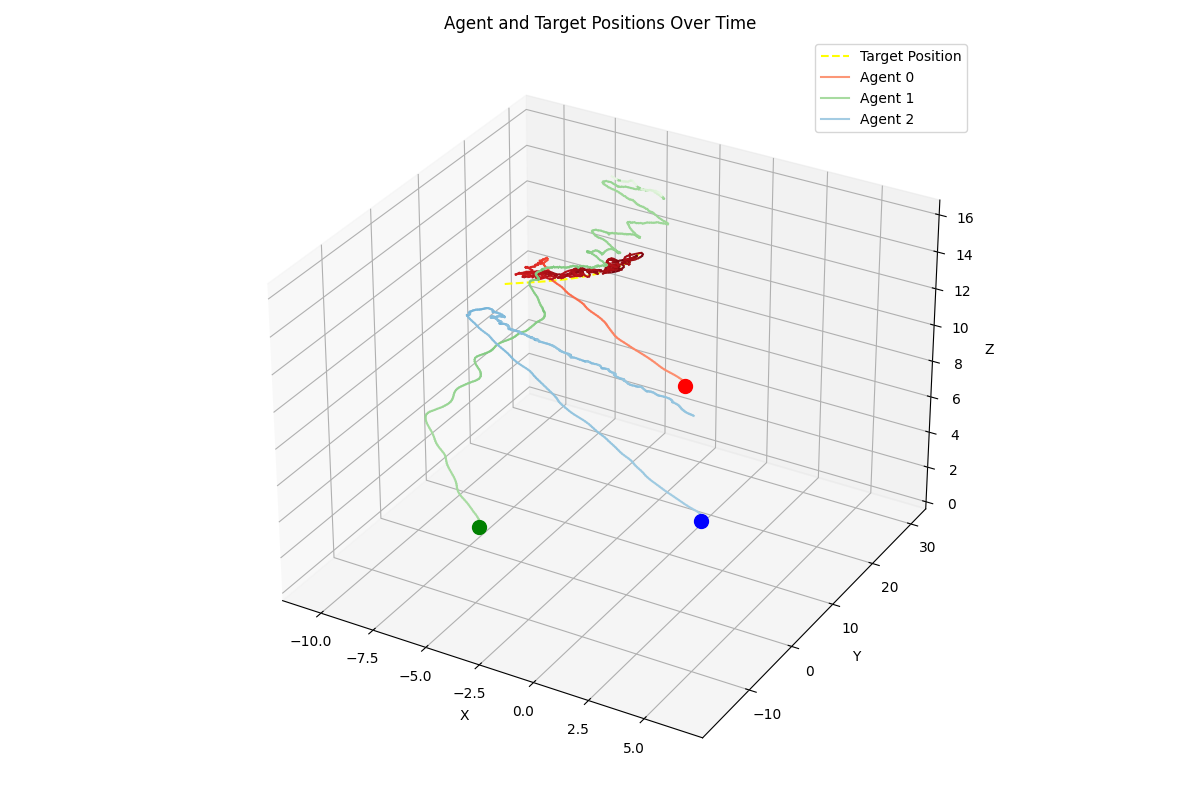 Agent and Target Positions Over Time
Target Position
Agent 0
Agent 1
Agent 2
16
14
12
10
8
6
4
2
0
Z
30
20
10
0
−10
Y
−10.0
−7.5
−5.0
−2.5
0.0
2.5
5.0
X